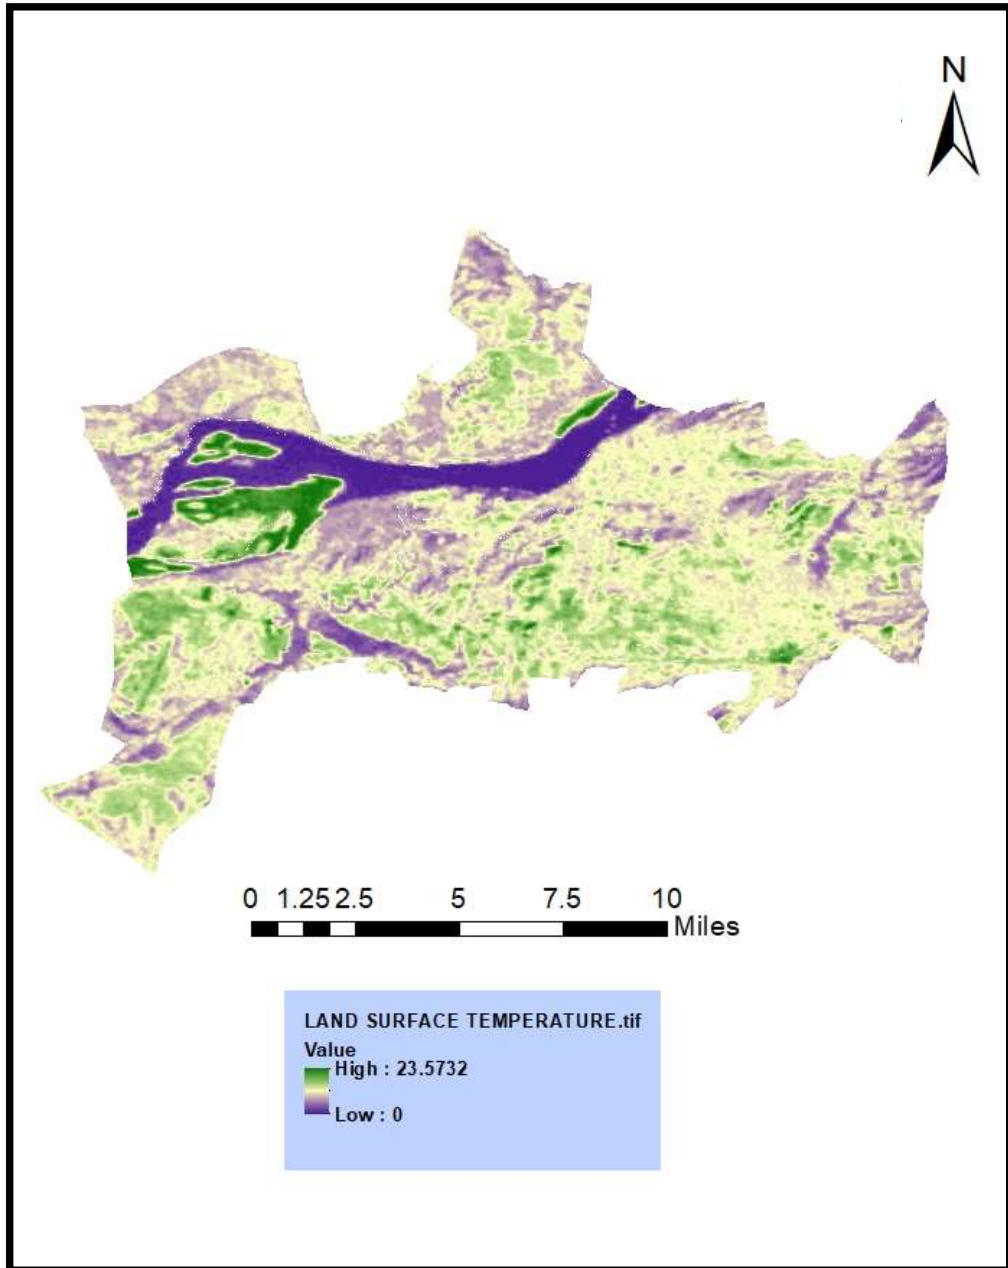 N
0 1.25 2.5 5 7.5 10
Miles
LAND SURFACE TEMPERATURE.tif
Value
High : 23.5732
Low : 0